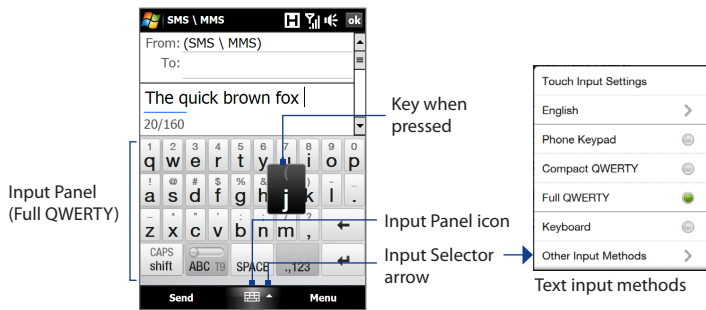 SMS \ MMS
H
ok
From: (SMS \ MMS)
To:
The quick brown fox
20/160
1 2 3 4 5 6 7 8 9 0
q w e r t y u i o p
! @ # $ % & ( ) - _
a s d f g h j k l .
z x c v b n m ,
CAPS
shift
ABC T9
SPACE
.,123
Send
Menu
Input Panel
(Full QWERTY)
Key when
pressed
Input Panel icon
Input Selector
arrow
Touch Input Settings
English
Phone Keypad
Compact QWERTY
Full QWERTY
Keyboard
Other Input Methods
Text input methods